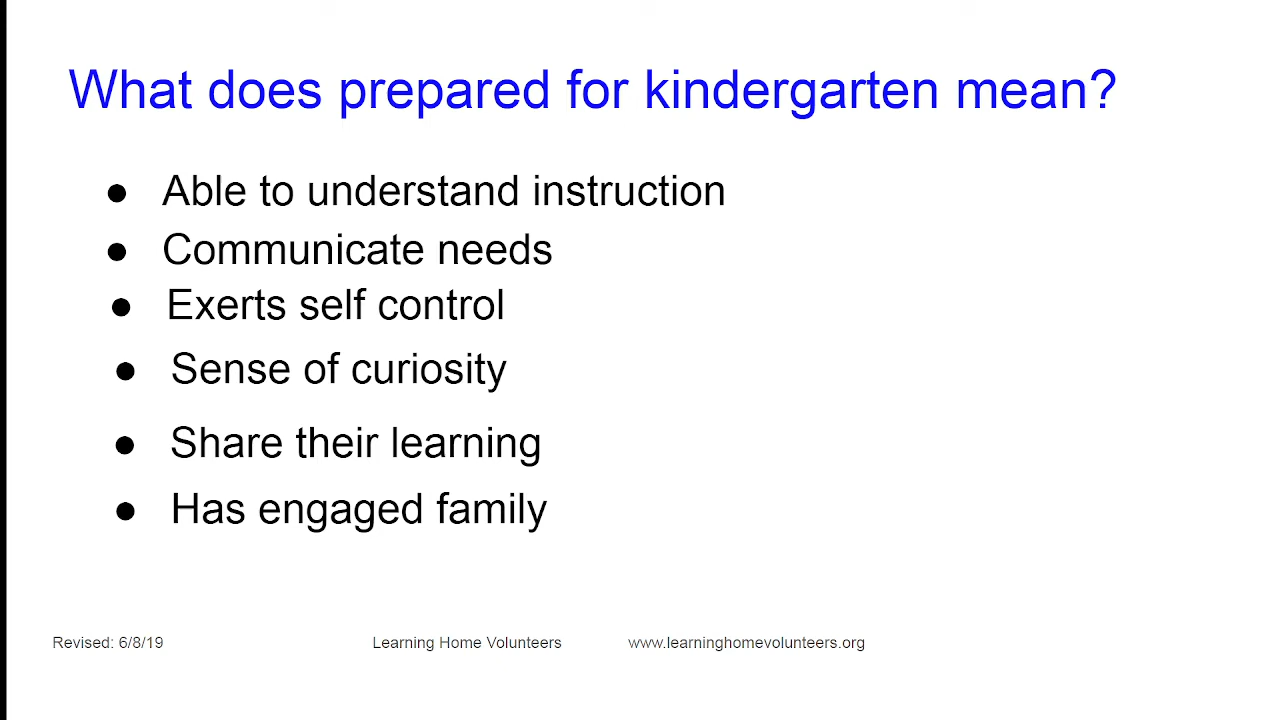 What does prepared for kindergarten mean?
● Able to understand instruction
● Communicate needs
● Exerts self control
● Sense of curiosity
● Share their learning
● Has engaged family
Revised: 6/8/19 Learning Home Volunteers www.learninghomevolunteers.org